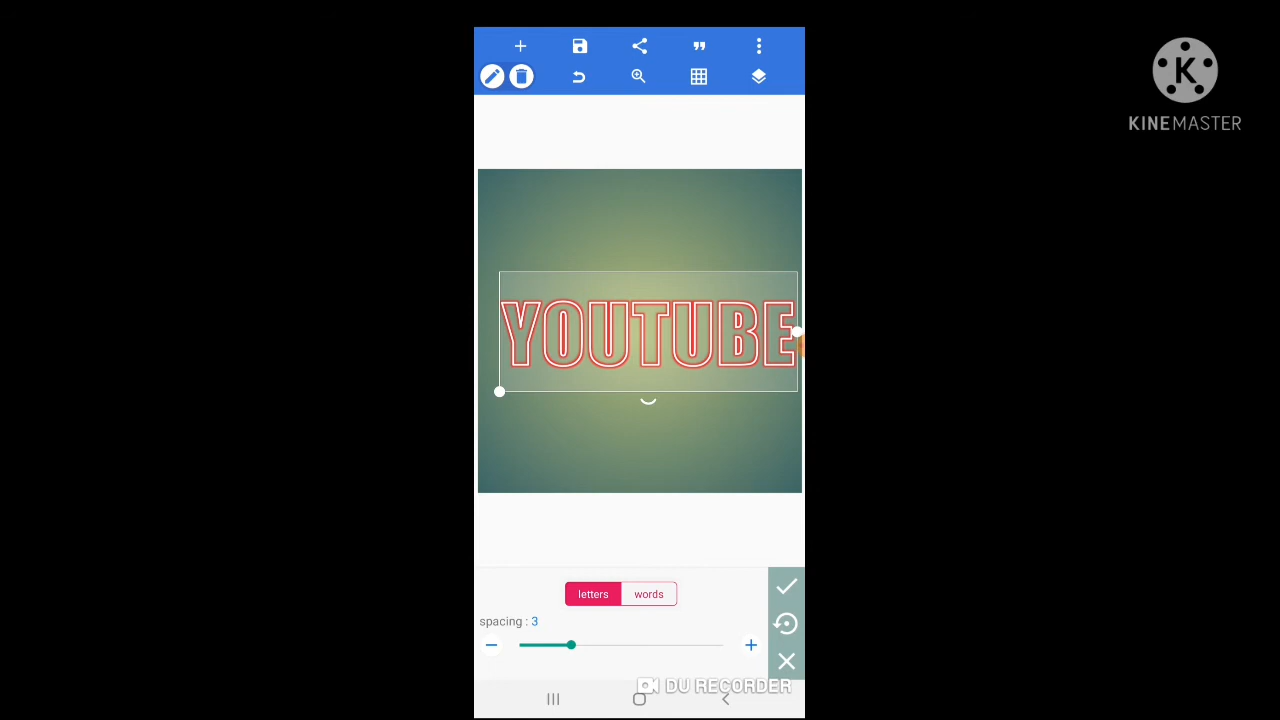 KINEMASTER
YOUTUBE
letters
words
spacing : 3
DU RECORDER